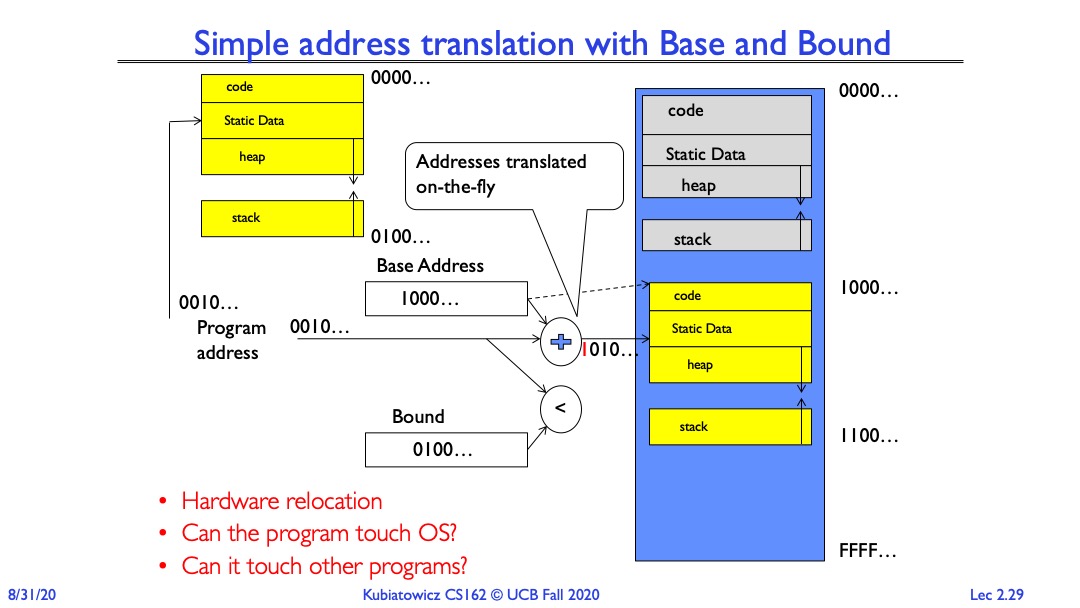 Simple address translation with Base and Bound
0000…
code
Static Data
heap
stack
0100…
Addresses translated
on-the-fly
Base Address
1000…
0010…
Program
address
0010…
+
1010…
<
Bound
0100…
0000…
code
Static Data
heap
stack
1000…
code
Static Data
heap
stack
1100…
FFFF…
• Hardware relocation
• Can the program touch OS?
• Can it touch other programs?
8/31/20
Kubiatowicz CS162 © UCB Fall 2020
Lec 2.29